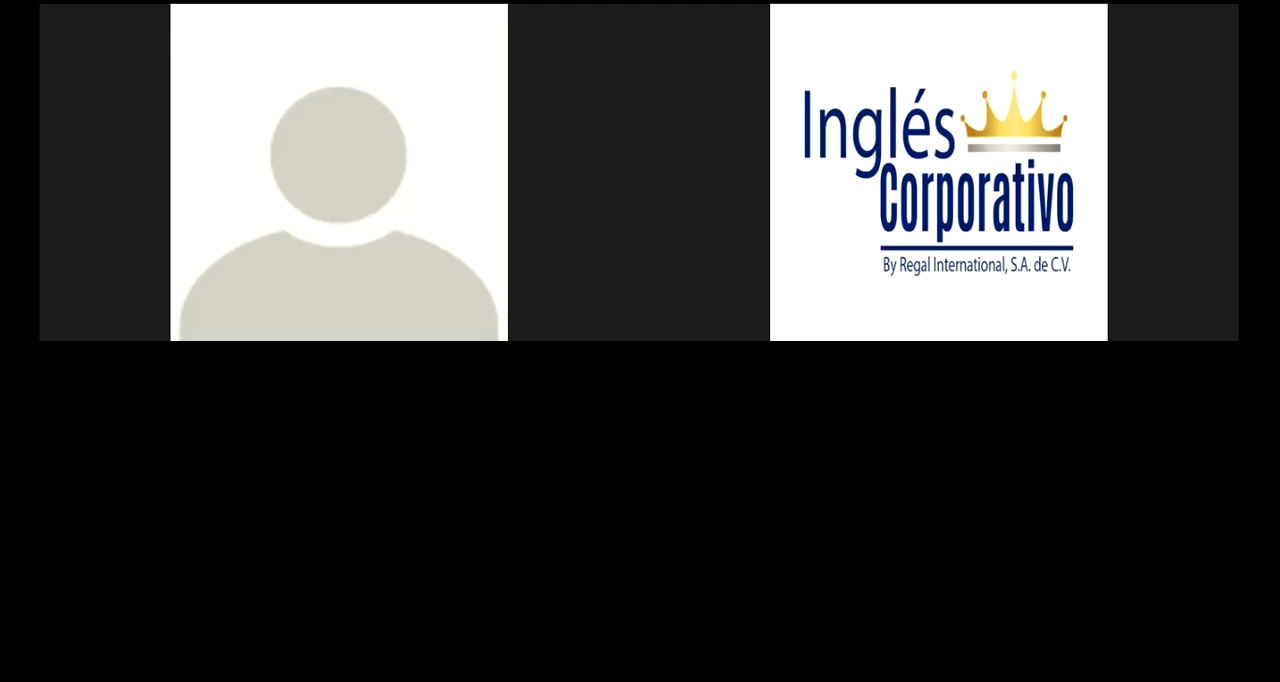 Inglés
Corporativo
By Regal International, S.A. de C.V.